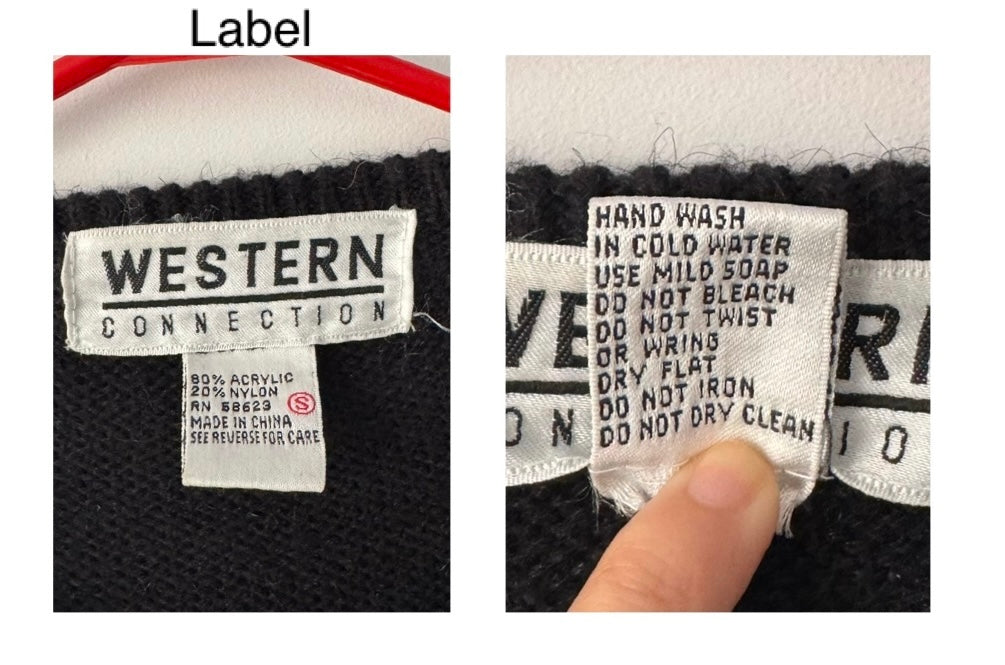 Label
WESTERN
CONNECTION
80% ACRYLIC
20% NYLON
RN 58623
S
MADE IN CHINA
SEE REVERSE FOR CARE
HAND WASH
IN COLD WATER
USE MILD SOAP
DO NOT BLEACH
DO NOT TWIST
OR WRING
DRY FLAT
DO NOT IRON
DO NOT DRY CLEAN